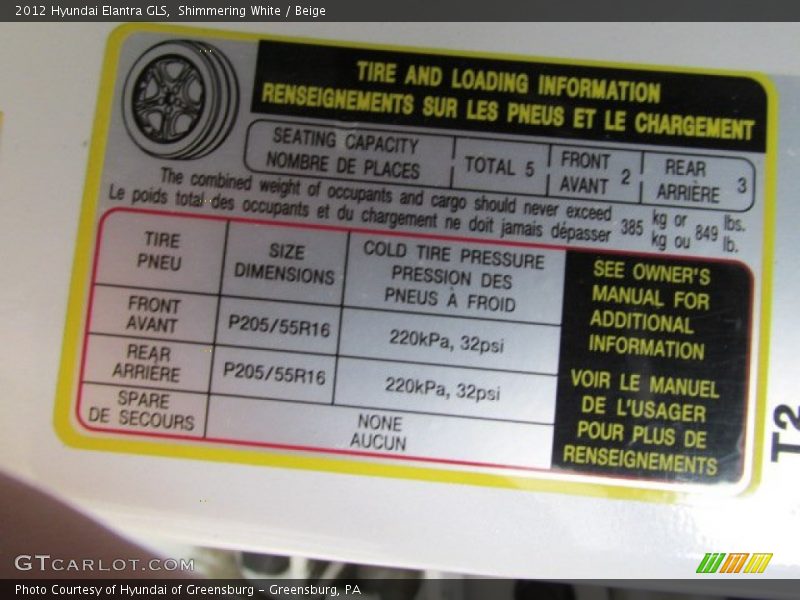 2012 Hyundai Elantra GLS,  Shimmering White / Beige
TIRE AND LOADING INFORMATION
RENSEIGNEMENTS SUR LES PNEUS ET LE CHARGEMENT
SEATING CAPACITY
NOMBRE DE PLACES
TOTAL 5
FRONT
AVANT
2
REAR
ARRIÈRE
3
The combined weight of occupants and cargo should never exceed 385 kg or 849 lbs.
Le poids total des occupants et du chargement ne doit jamais dépasser kg ou lb.
TIRE
PNEU
SIZE
DIMENSIONS
COLD TIRE PRESSURE
PRESSION DES
PNEUS À FROID
FRONT
AVANT
P205/55R16
220kPa, 32psi
REAR
ARRIÈRE
P205/55R16
220kPa, 32psi
SPARE
DE SECOURS
NONE
AUCUN
SEE OWNER'S
MANUAL FOR
ADDITIONAL
INFORMATION
VOIR LE MANUEL
DE L'USAGER
POUR PLUS DE
RENSEIGNEMENTS
T2
GTCARLOT.COM
Photo Courtesy of Hyundai of Greensburg – Greensburg, PA